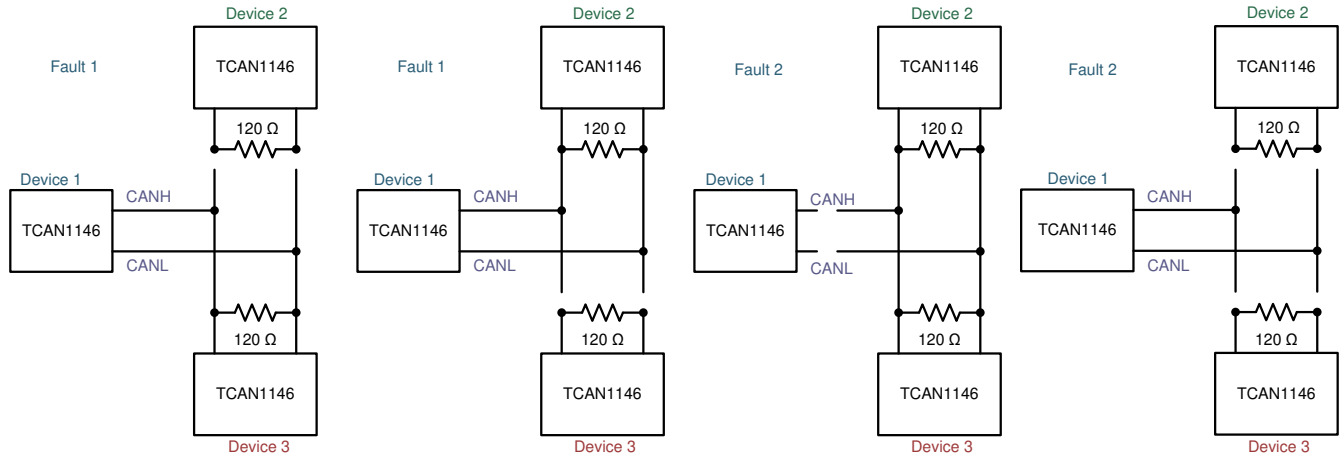 Device 2
Fault 1
TCAN1146
120 Ω
Device 1
TCAN1146
CANH
CANL
120 Ω
TCAN1146
Device 3
Device 2
Fault 1
TCAN1146
120 Ω
Device 1
TCAN1146
CANH
CANL
120 Ω
TCAN1146
Device 3
Device 2
Fault 2
TCAN1146
120 Ω
Device 1
TCAN1146
CANH
CANL
120 Ω
TCAN1146
Device 3
Device 2
Fault 2
TCAN1146
120 Ω
Device 1
TCAN1146
CANH
CANL
120 Ω
TCAN1146
Device 3